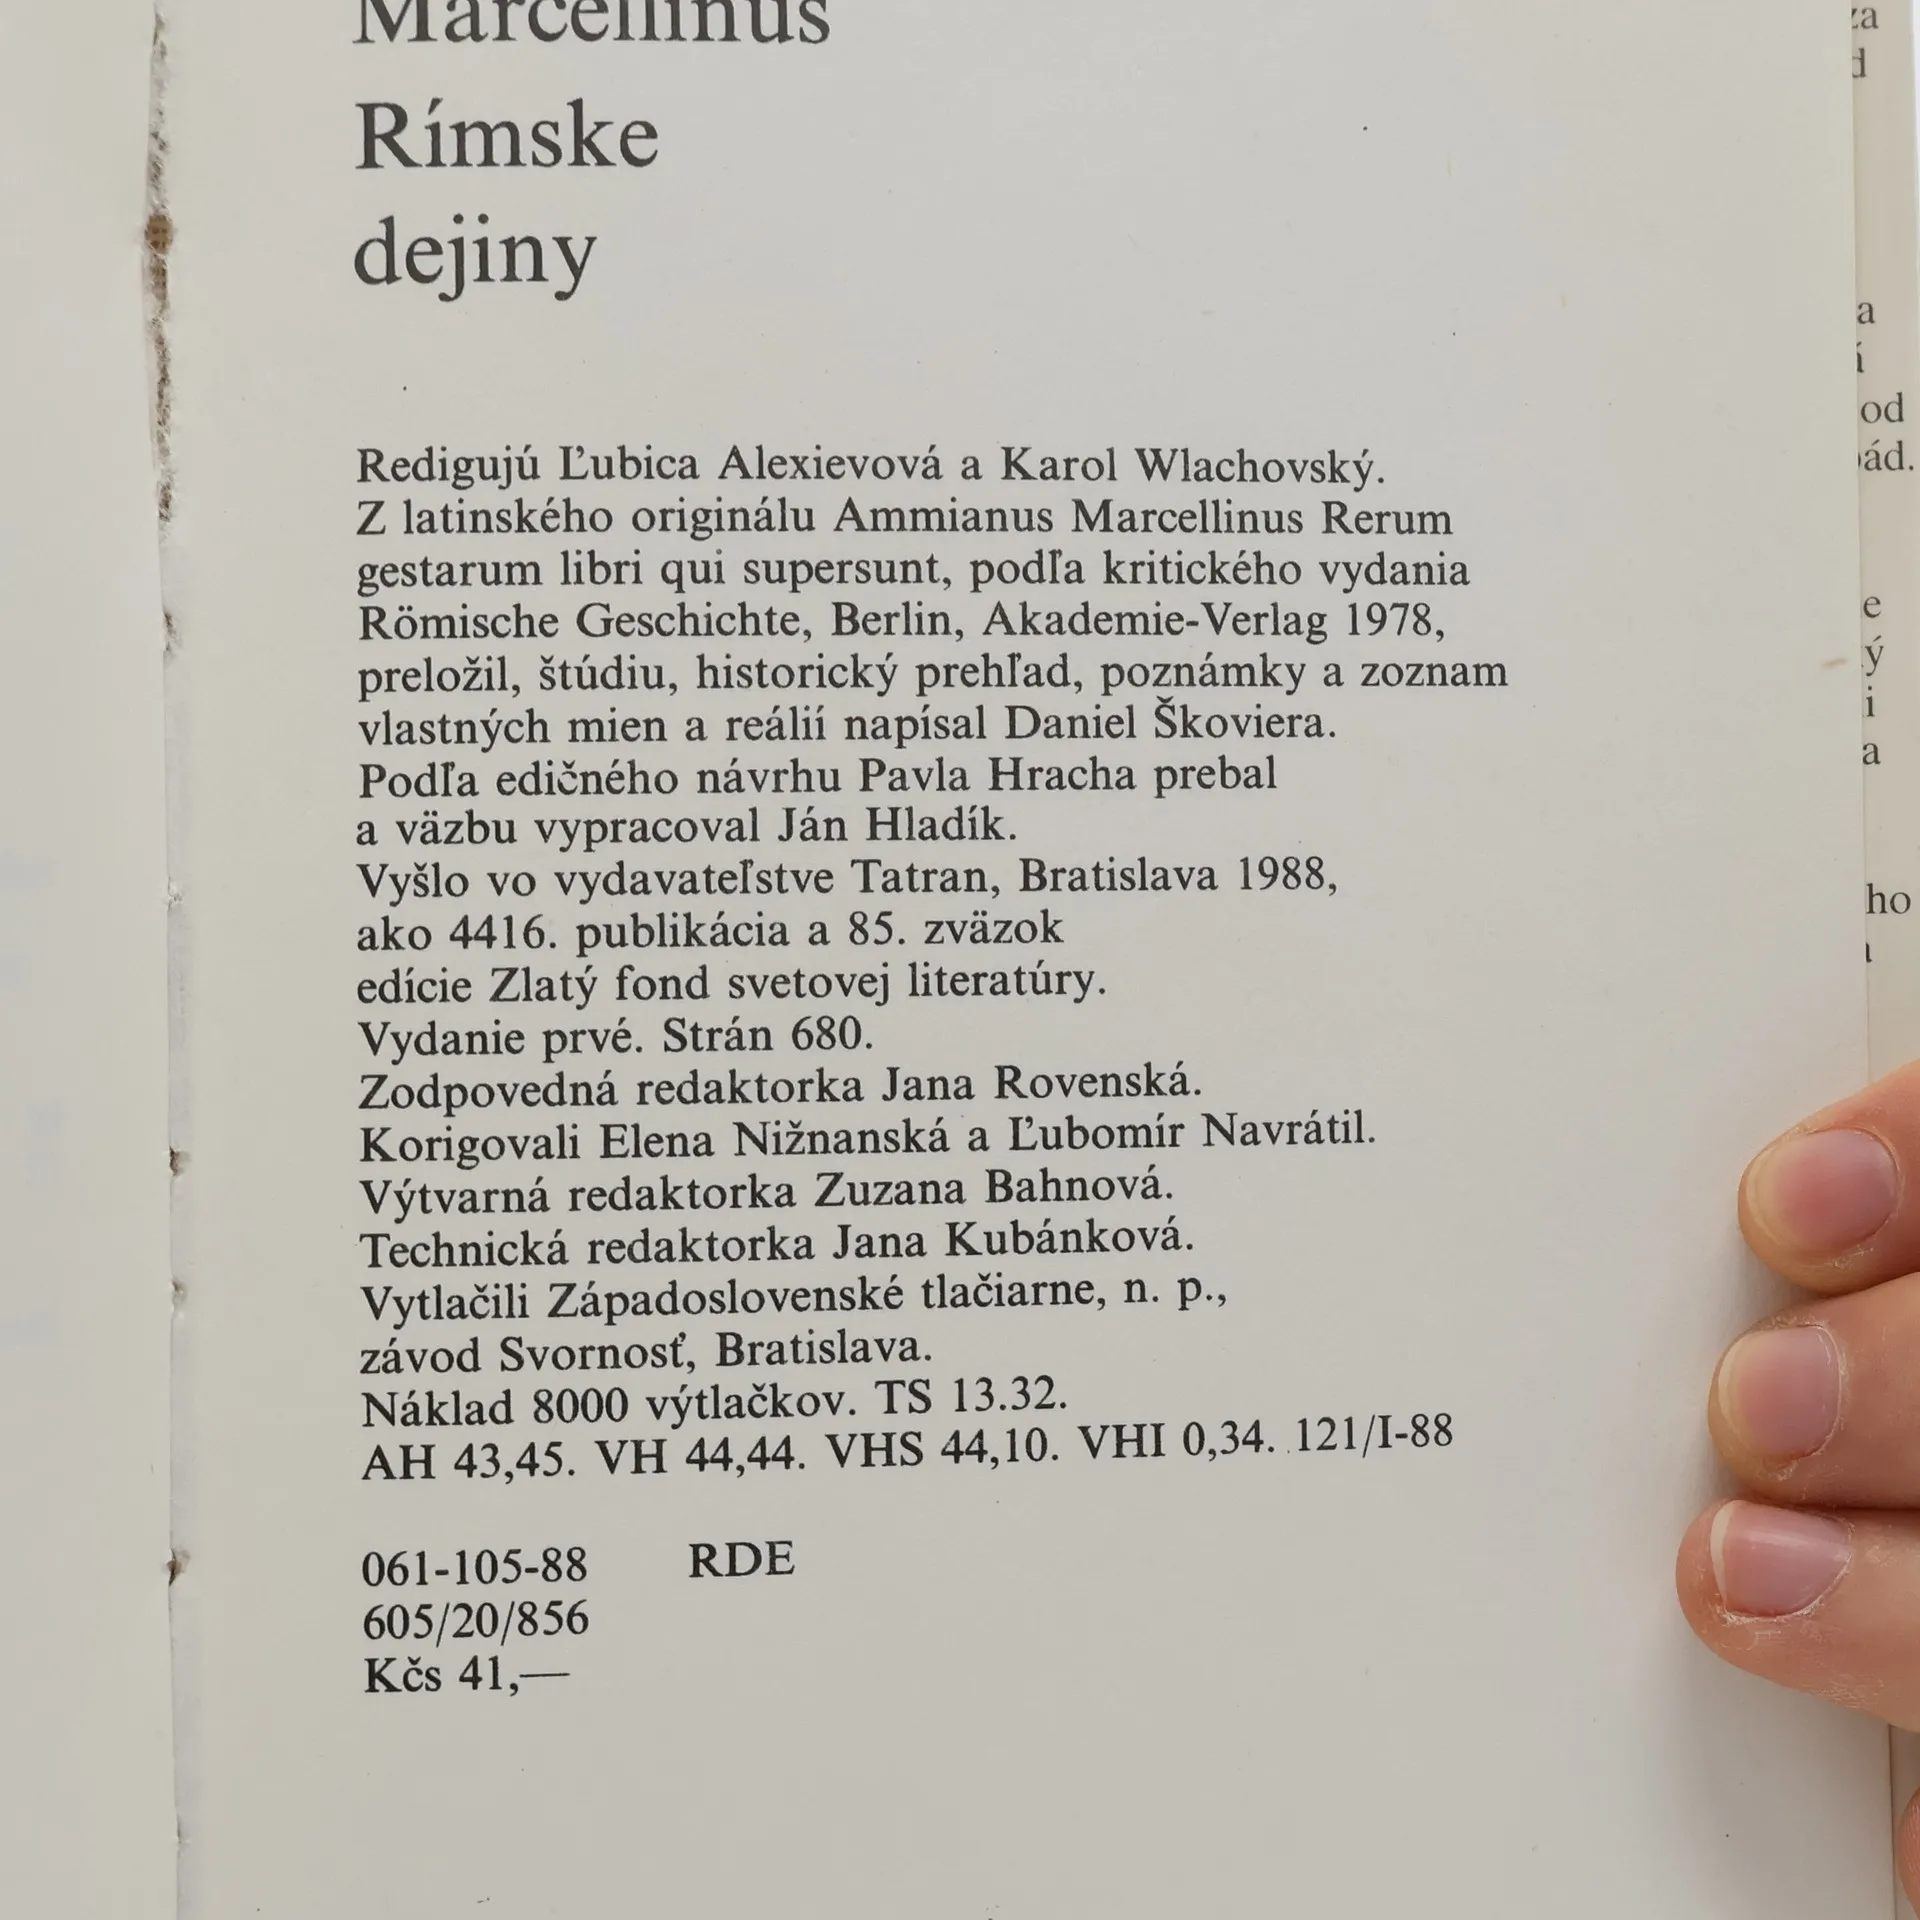 Marcellinus
Rímske
dejiny
Redigujú Ľubica Alexievová a Karol Wlachovský.
Z latinského originálu Ammianus Marcellinus Rerum
gestarum libri qui supersunt, podľa kritického vydania
Römische Geschichte, Berlin, Akademie-Verlag 1978,
preložil, štúdiu, historický prehľad, poznámky a zoznam
vlastných mien a reálií napísal Daniel Škoviera.
Podľa edičného návrhu Pavla Hracha prebal
a väzbu vypracoval Ján Hladík.
Vyšlo vo vydavateľstve Tatran, Bratislava 1988,
ako 4416. publikácia a 85. zväzok
edície Zlatý fond svetovej literatúry.
Vydanie prvé. Strán 680.
Zodpovedná redaktorka Jana Rovenská.
Korigovali Elena Nižnanská a Ľubomír Navrátil.
Výtvarná redaktorka Zuzana Bahnová.
Technická redaktorka Jana Kubánková.
Vytlačili Západoslovenské tlačiarne, n. p.,
závod Svornosť, Bratislava.
Náklad 8000 výtlačkov. TS 13.32.
AH 43,45. VH 44,44. VHS 44,10. VHI 0,34. 121/I-88
061-105-88 RDE
605/20/856
Kčs 41,—